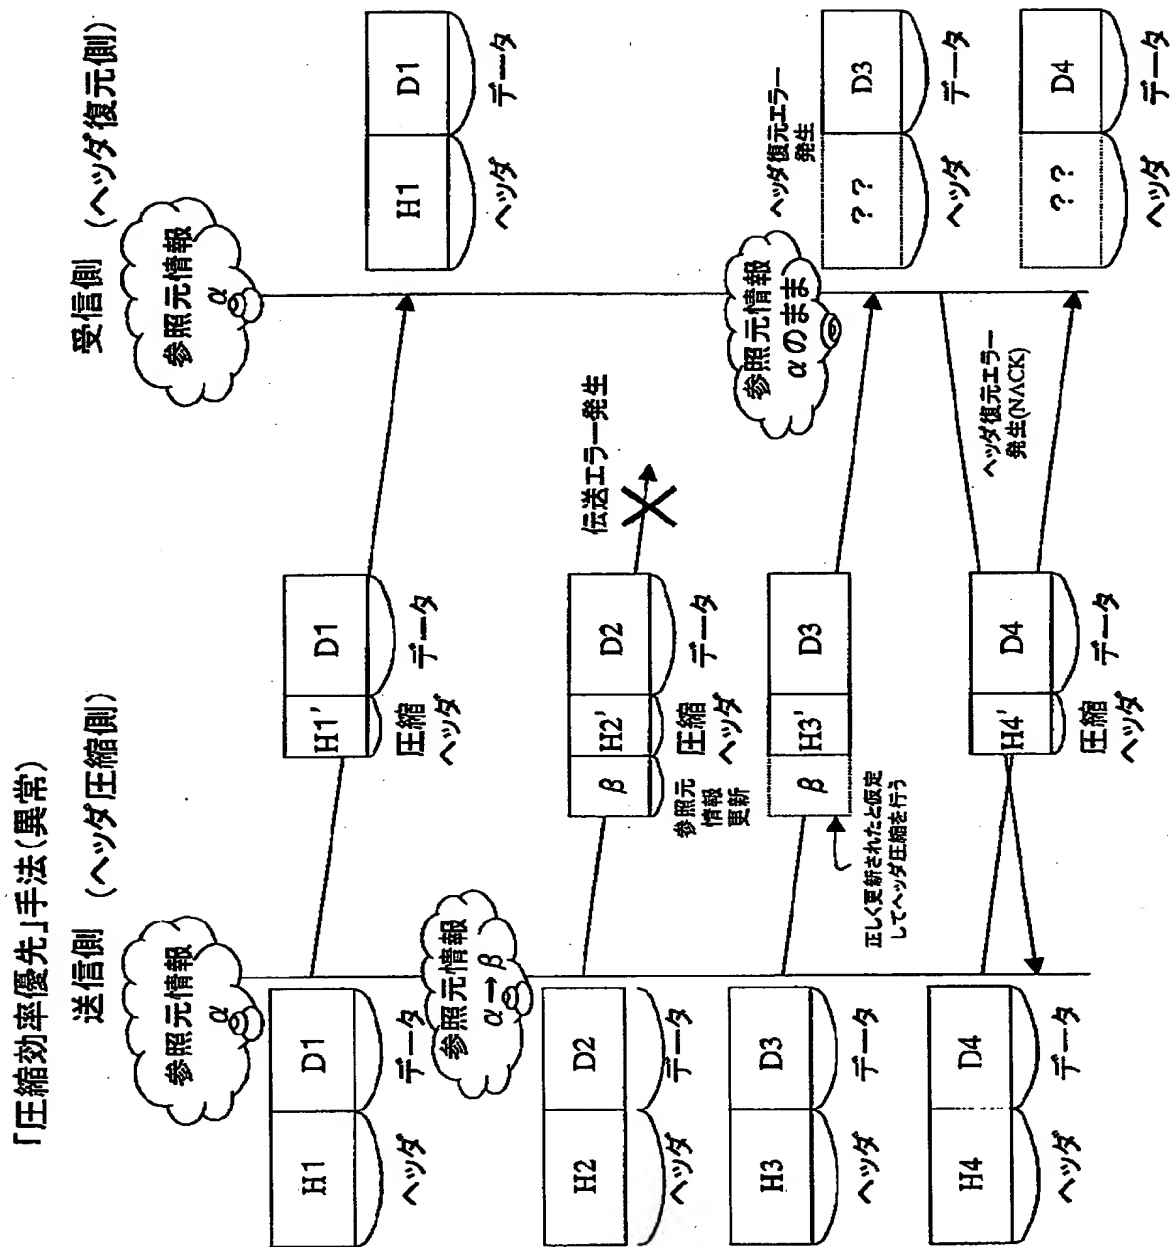 「圧縮効率優先」手法(異常)
送信側 (ヘッダ圧縮側)
受信側 (ヘッダ復元側)
参照元情報
α
参照元情報
α
H1
D1
ヘッダ
データ
H1'
D1
圧縮
ヘッダ
データ
H1
D1
ヘッダ
データ
参照元情報
α→β
H2
D2
ヘッダ
データ
β
H2'
D2
参照元
情報
更新
圧縮
ヘッダ
データ
伝送エラー発生
H3
D3
ヘッダ
データ
β
H3'
D3
正しく更新されたと仮定
してヘッダ圧縮を行う
参照元情報
αのまま
ヘッダ復元エラー
発生
??
D3
ヘッダ
データ
H4
D4
ヘッダ
データ
H4'
D4
圧縮
ヘッダ
データ
ヘッダ復元エラー
発生(NACK)
??
D4
ヘッダ
データ